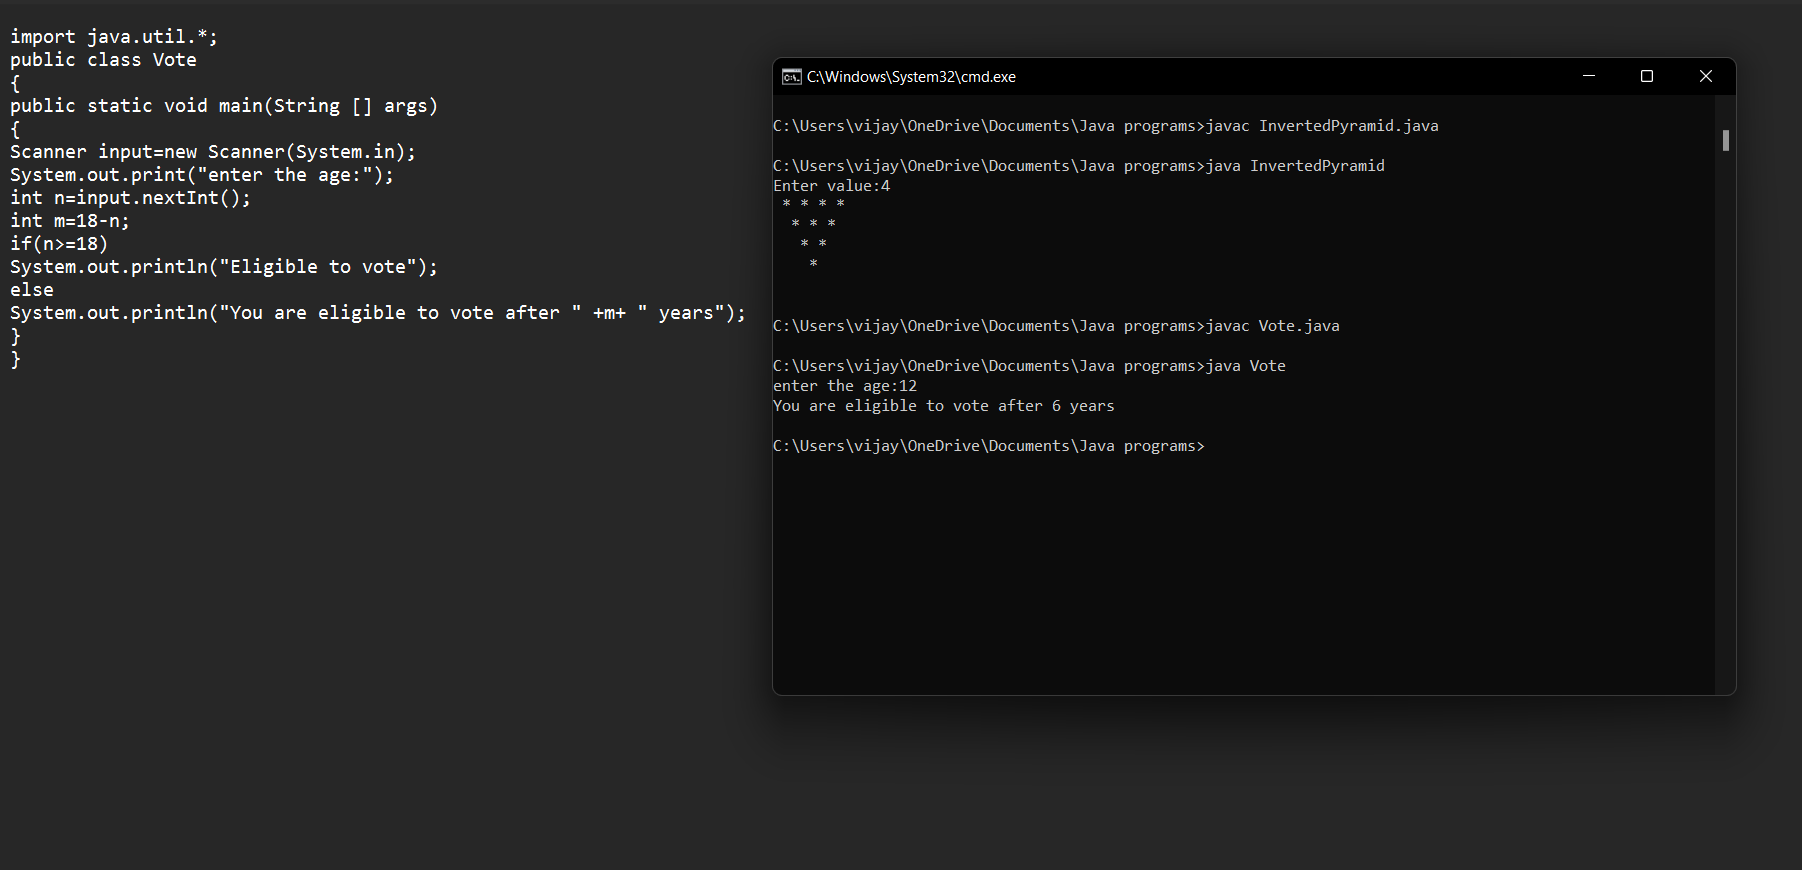 import java.util.*;
public class Vote
{
public static void main(String [] args)
{
Scanner input=new Scanner(System.in);
System.out.print("enter the age:");
int n=input.nextInt();
int m=18-n;
if(n>=18)
System.out.println("Eligible to vote");
else
System.out.println("You are eligible to vote after " +m+ " years");
}
}
C:\Windows\System32\cmd.exe
C:\Users\vijay\OneDrive\Documents\Java programs>javac InvertedPyramid.java
C:\Users\vijay\OneDrive\Documents\Java programs>java InvertedPyramid
Enter value:4
 * * * *
  * * *
   * *
    *
C:\Users\vijay\OneDrive\Documents\Java programs>javac Vote.java
C:\Users\vijay\OneDrive\Documents\Java programs>java Vote
enter the age:12
You are eligible to vote after 6 years
C:\Users\vijay\OneDrive\Documents\Java programs>